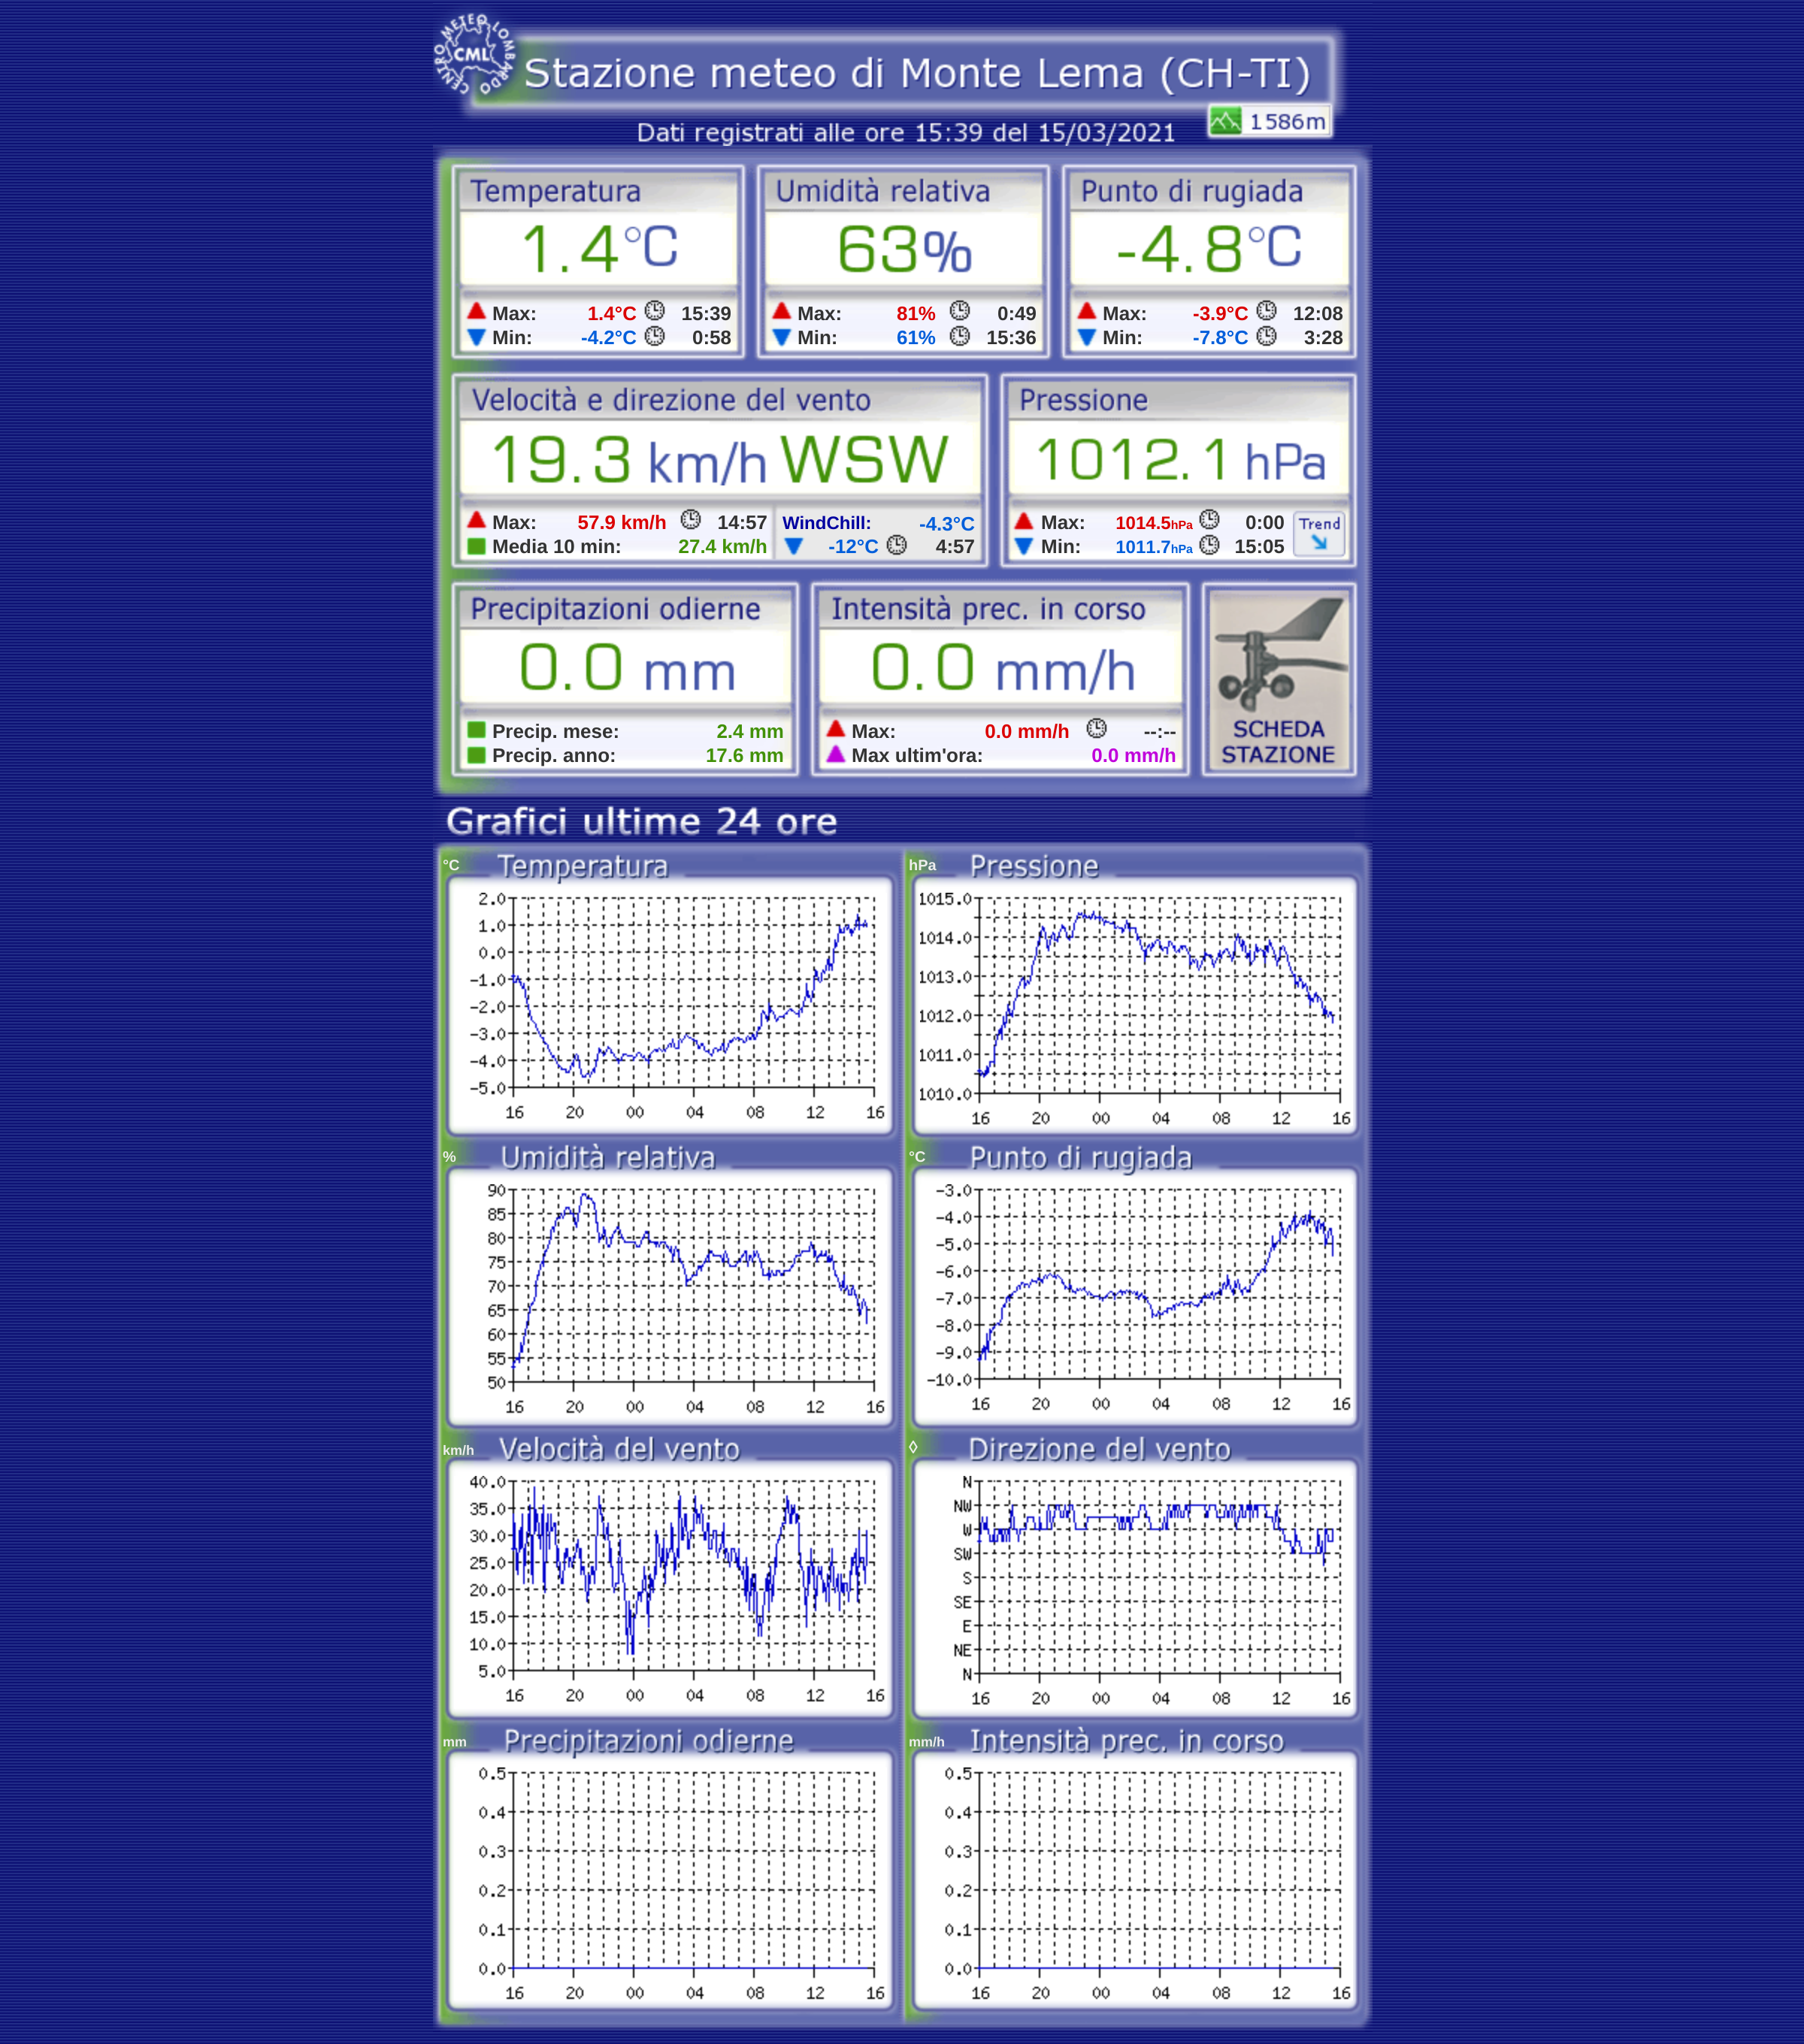 CENTRO METEO LOMBARDO
CML
Stazione meteo di Monte Lema (CH-TI)
1586m
Dati registrati alle ore 15:39 del 15/03/2021
Temperatura
1.4°C
Max: 1.4°C 15:39
Min: -4.2°C 0:58
Umidità relativa
63%
Max: 81% 0:49
Min: 61% 15:36
Punto di rugiada
-4.8°C
Max: -3.9°C 12:08
Min: -7.8°C 3:28
Velocità e direzione del vento
19.3 km/h WSW
Max: 57.9 km/h 14:57
Media 10 min: 27.4 km/h
WindChill: -4.3°C
-12°C 4:57
Pressione
1012.1 hPa
Max: 1014.5hPa 0:00
Min: 1011.7hPa 15:05
Trend
Precipitazioni odierne
0.0 mm
Precip. mese: 2.4 mm
Precip. anno: 17.6 mm
Intensità prec. in corso
0.0 mm/h
Max: 0.0 mm/h --:--
Max ultim'ora: 0.0 mm/h
SCHEDA
STAZIONE
Grafici ultime 24 ore
°C Temperatura
2.0
1.0
0.0
-1.0
-2.0
-3.0
-4.0
-5.0
16 20 00 04 08 12 16
hPa Pressione
1015.0
1014.0
1013.0
1012.0
1011.0
1010.0
16 20 00 04 08 12 16
% Umidità relativa
90
85
80
75
70
65
60
55
50
16 20 00 04 08 12 16
°C Punto di rugiada
-3.0
-4.0
-5.0
-6.0
-7.0
-8.0
-9.0
-10.0
16 20 00 04 08 12 16
km/h Velocità del vento
40.0
35.0
30.0
25.0
20.0
15.0
10.0
5.0
16 20 00 04 08 12 16
◊ Direzione del vento
N
NW
W
SW
S
SE
E
NE
N
16 20 00 04 08 12 16
mm Precipitazioni odierne
0.5
0.4
0.3
0.2
0.1
0.0
16 20 00 04 08 12 16
mm/h Intensità prec. in corso
0.5
0.4
0.3
0.2
0.1
0.0
16 20 00 04 08 12 16